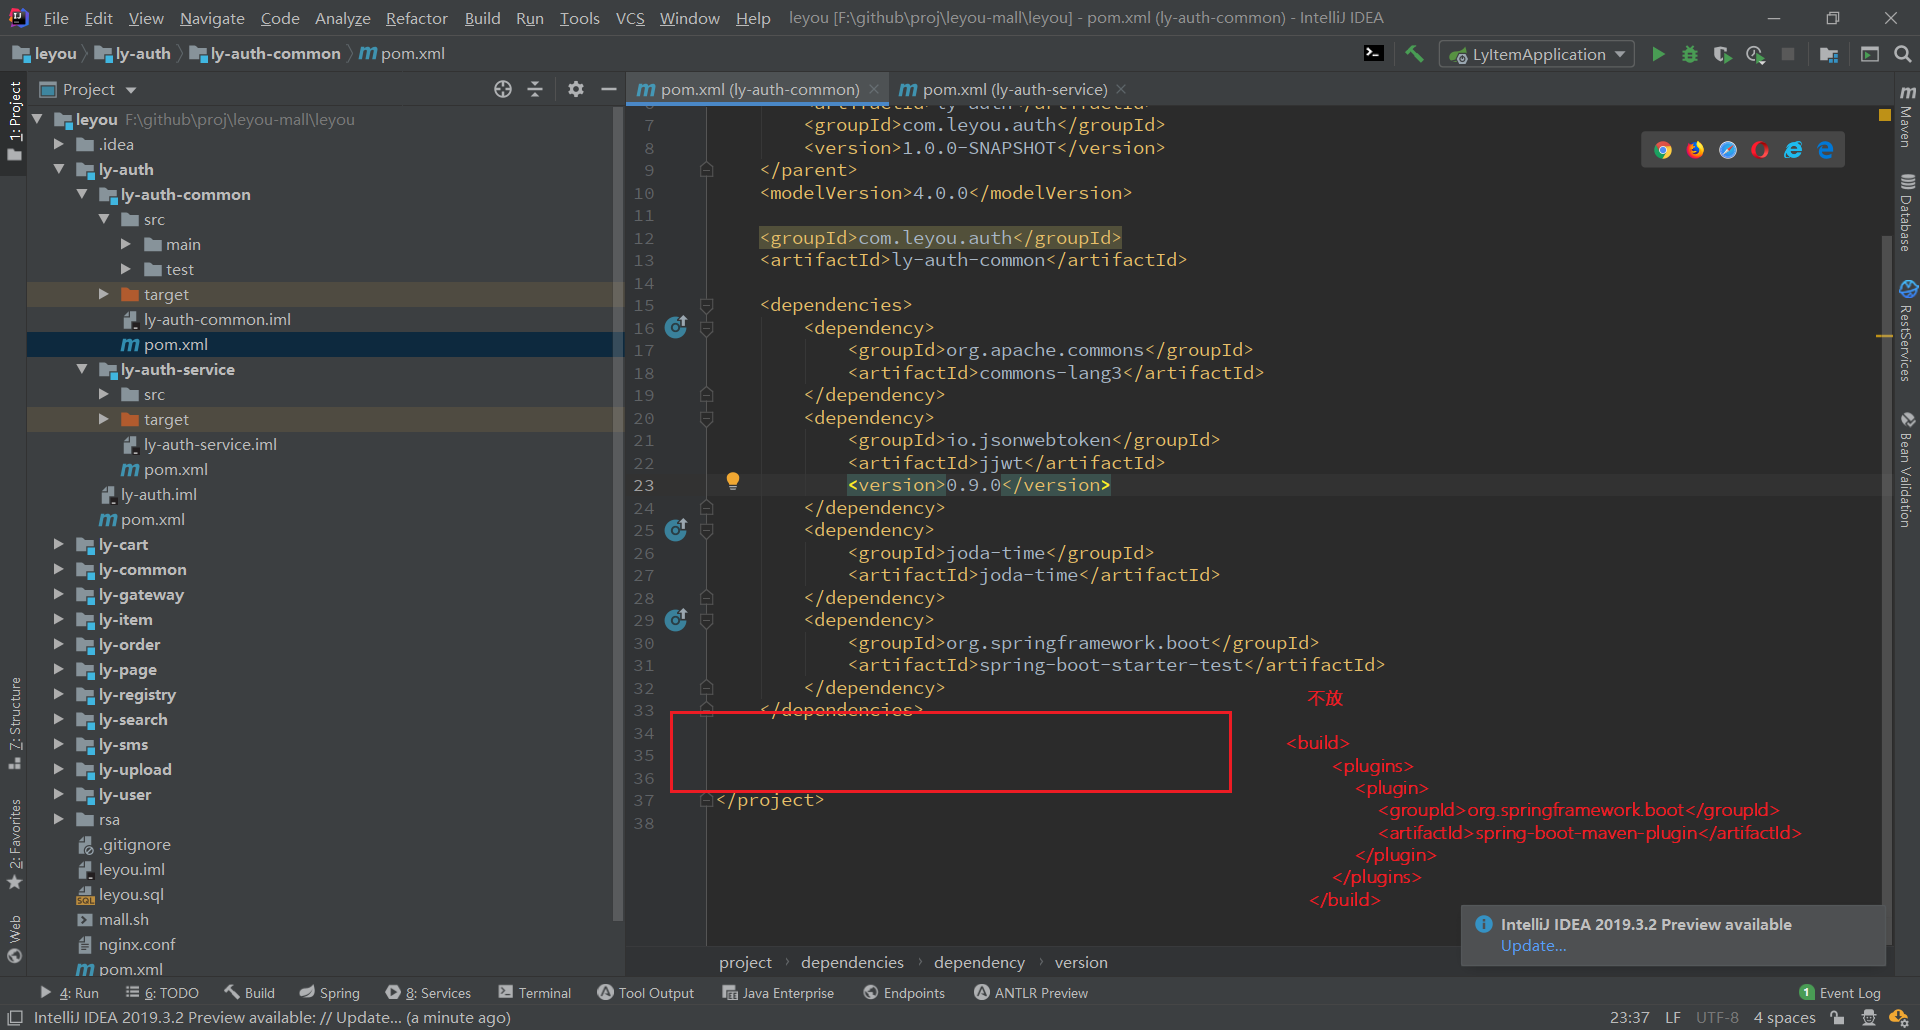 File Edit View Navigate Code Analyze Refactor Build Run Tools VCS Window Help leyou [F:\github\proj\leyou-mall\leyou] - pom.xml (ly-auth-common) - IntelliJ IDEA
leyou ly-auth ly-auth-common pom.xml LyItemApplication
Project
pom.xml (ly-auth-common)
pom.xml (ly-auth-service)
1: Project
7: Structure
2: Favorites
Web
leyou F:\github\proj\leyou-mall\leyou
.idea
ly-auth
ly-auth-common
src
main
test
target
ly-auth-common.iml
pom.xml
ly-auth-service
src
target
ly-auth-service.iml
pom.xml
ly-auth.iml
pom.xml
ly-cart
ly-common
ly-gateway
ly-item
ly-order
ly-page
ly-registry
ly-search
ly-sms
ly-upload
ly-user
rsa
.gitignore
leyou.iml
leyou.sql
mall.sh
nginx.conf
pom.xml
6 <artifactId>ly-auth</artifactId>
7 <groupId>com.leyou.auth</groupId>
8 <version>1.0.0-SNAPSHOT</version>
9 </parent>
10 <modelVersion>4.0.0</modelVersion>
11
12 <groupId>com.leyou.auth</groupId>
13 <artifactId>ly-auth-common</artifactId>
14
15 <dependencies>
16 <dependency>
17 <groupId>org.apache.commons</groupId>
18 <artifactId>commons-lang3</artifactId>
19 </dependency>
20 <dependency>
21 <groupId>io.jsonwebtoken</groupId>
22 <artifactId>jjwt</artifactId>
23 <version>0.9.0</version>
24 </dependency>
25 <dependency>
26 <groupId>joda-time</groupId>
27 <artifactId>joda-time</artifactId>
28 </dependency>
29 <dependency>
30 <groupId>org.springframework.boot</groupId>
31 <artifactId>spring-boot-starter-test</artifactId>
32 </dependency>
33 </dependencies>
34
35
36
37 </project>
38
不放
<build>
<plugins>
<plugin>
<groupId>org.springframework.boot</groupId>
<artifactId>spring-boot-maven-plugin</artifactId>
</plugin>
</plugins>
</build>
Maven
Database
RestServices
Bean Validation
IntelliJ IDEA 2019.3.2 Preview available
Update...
project dependencies dependency version
4: Run 6: TODO Build Spring 8: Services Terminal Tool Output Java Enterprise Endpoints ANTLR Preview 1 Event Log
IntelliJ IDEA 2019.3.2 Preview available: // Update... (a minute ago) 23:37 LF UTF-8 4 spaces